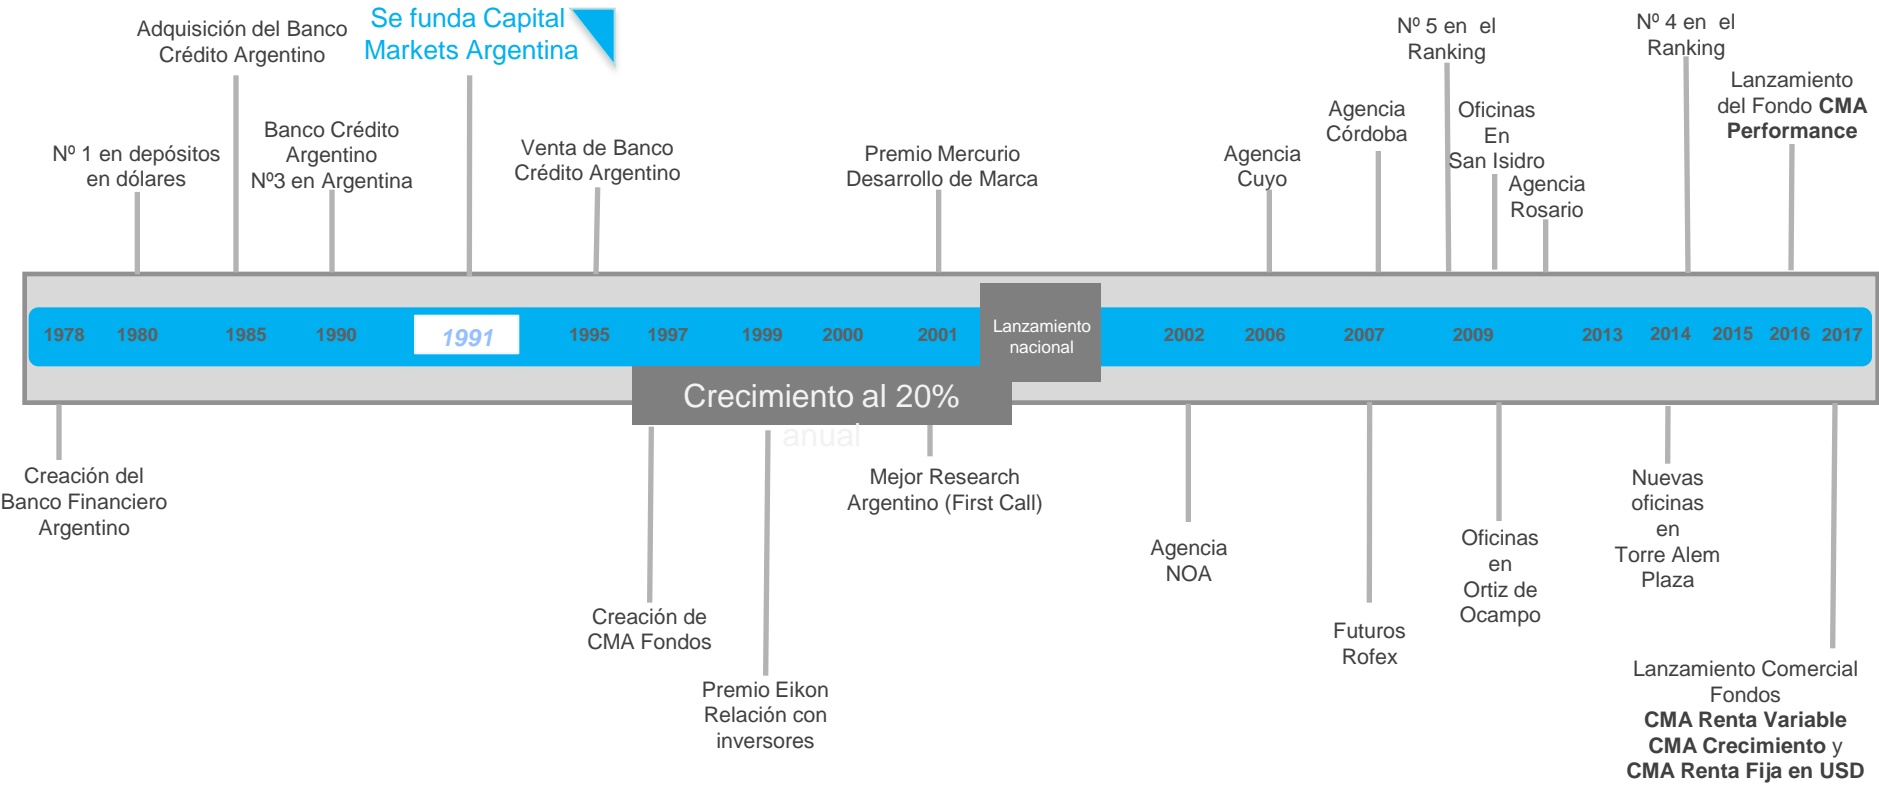 Adquisición del Banco
Crédito Argentino
Se funda Capital
Markets Argentina
Nº 5 en el
Ranking
Nº 4 en el
Ranking
Nº 1 en depósitos
en dólares
Banco Crédito
Argentino
Nº3 en Argentina
Venta de Banco
Crédito Argentino
Premio Mercurio
Desarrollo de Marca
Agencia
Cuyo
Agencia
Córdoba
Oficinas
En
San Isidro
Agencia
Rosario
Lanzamiento
del Fondo CMA
Performance
1978 1980 1985 1990 1991 1995 1997 1999 2000 2001
Lanzamiento
nacional
2002 2006 2007 2009 2013 2014 2015 2016 2017
Crecimiento al 20%
anual
Creación del
Banco Financiero
Argentino
Creación de
CMA Fondos
Premio Eikon
Relación con
inversores
Mejor Research
Argentino (First Call)
Agencia
NOA
Futuros
Rofex
Oficinas
en
Ortiz de
Ocampo
Nuevas
oficinas
en
Torre Alem
Plaza
Lanzamiento Comercial
Fondos
CMA Renta Variable
CMA Crecimiento y
CMA Renta Fija en USD